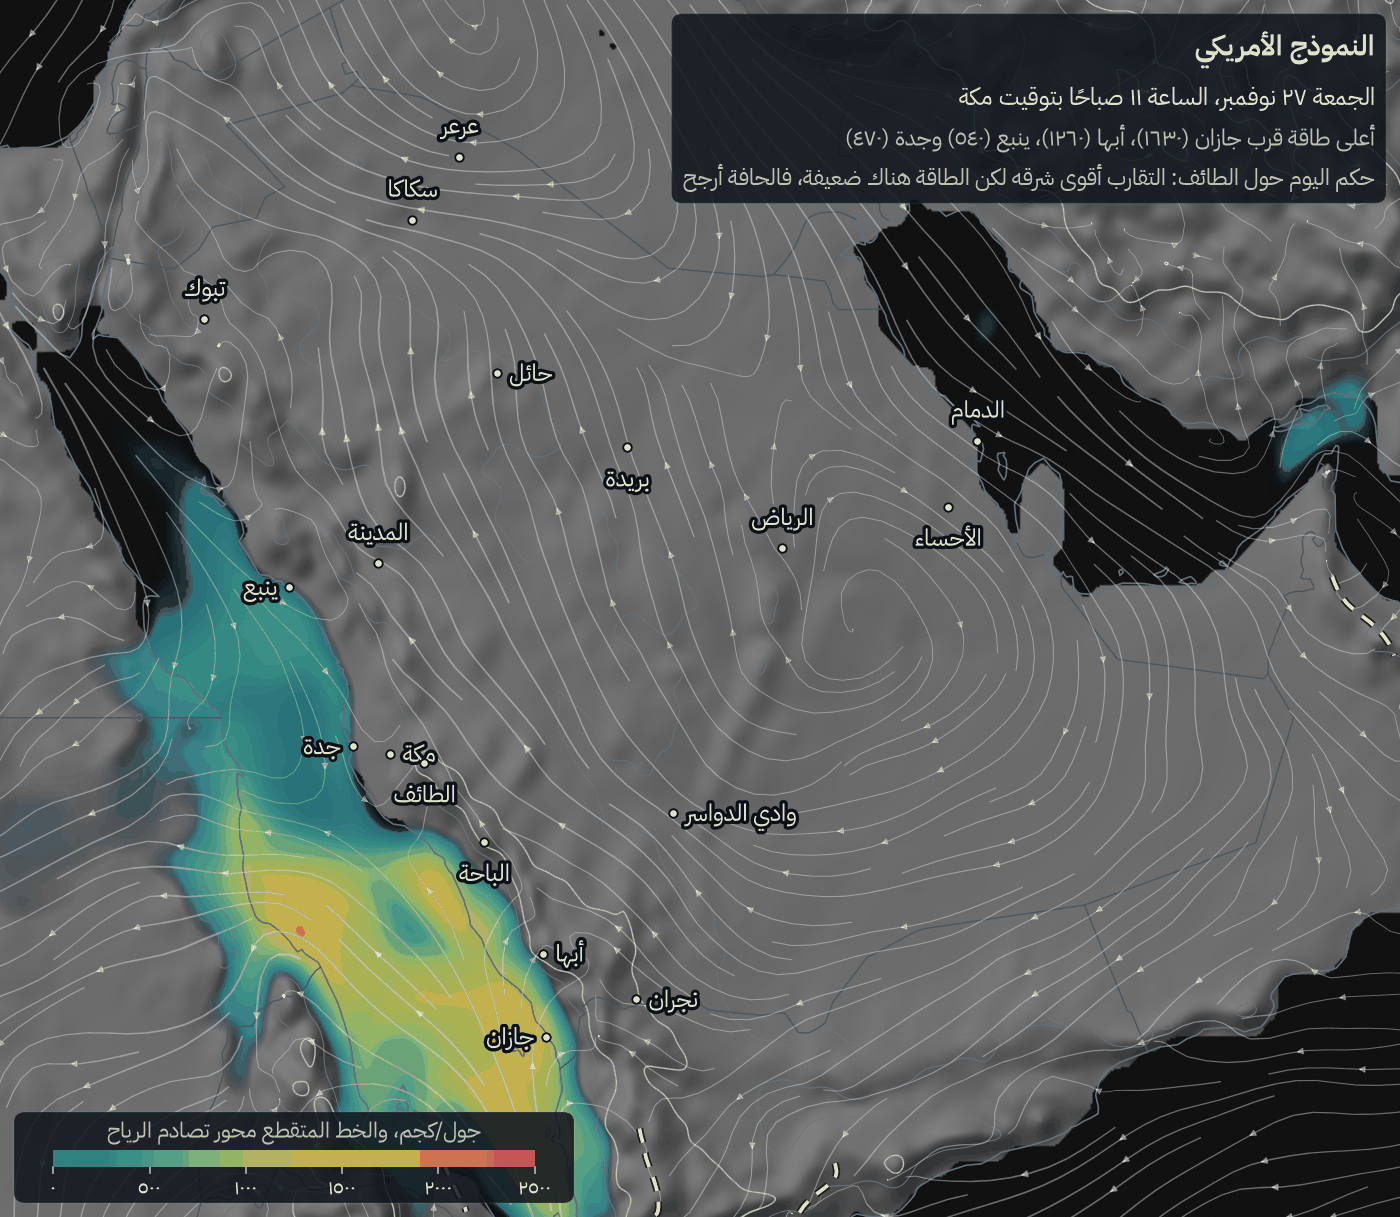 النموذج الأمريكي
الجمعة ٢٧ نوفمبر، الساعة ١١ صباحًا بتوقيت مكة
أعلى طاقة قرب جازان (١٦٣٠)، أبها (١٢٦٠)، ينبع (٥٤٠) وجدة (٤٧٠)
حكم اليوم حول الطائف: التقارب أقوى شرقه لكن الطاقة هناك ضعيفة، فالحافة أرجح
عرعر
سكاكا
تبوك
حائل
الدمام
بريدة
الرياض
المدينة
الأحساء
ينبع
جدة
مكة
الطائف
وادي الدواسر
الباحة
أبها
نجران
جازان
جول/كجم، والخط المتقطع محور تصادم الرياح
٠ ٥٠٠ ١٠٠٠ ١٥٠٠ ٢٠٠٠ ٢٥٠٠